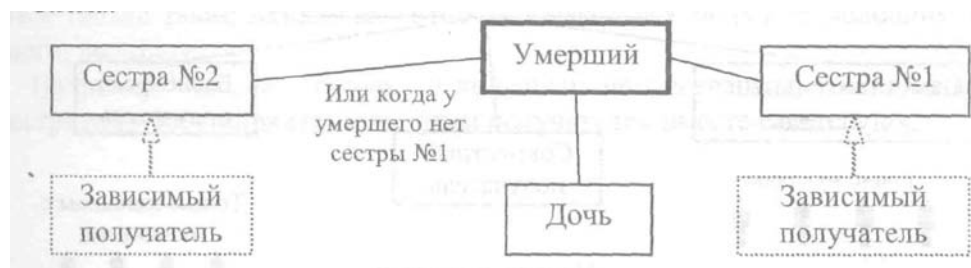 Умерший
Сестра №2
Сестра №1
Или когда у
умершего нет
сестры №1
Зависимый
получатель
Дочь
Зависимый
получатель